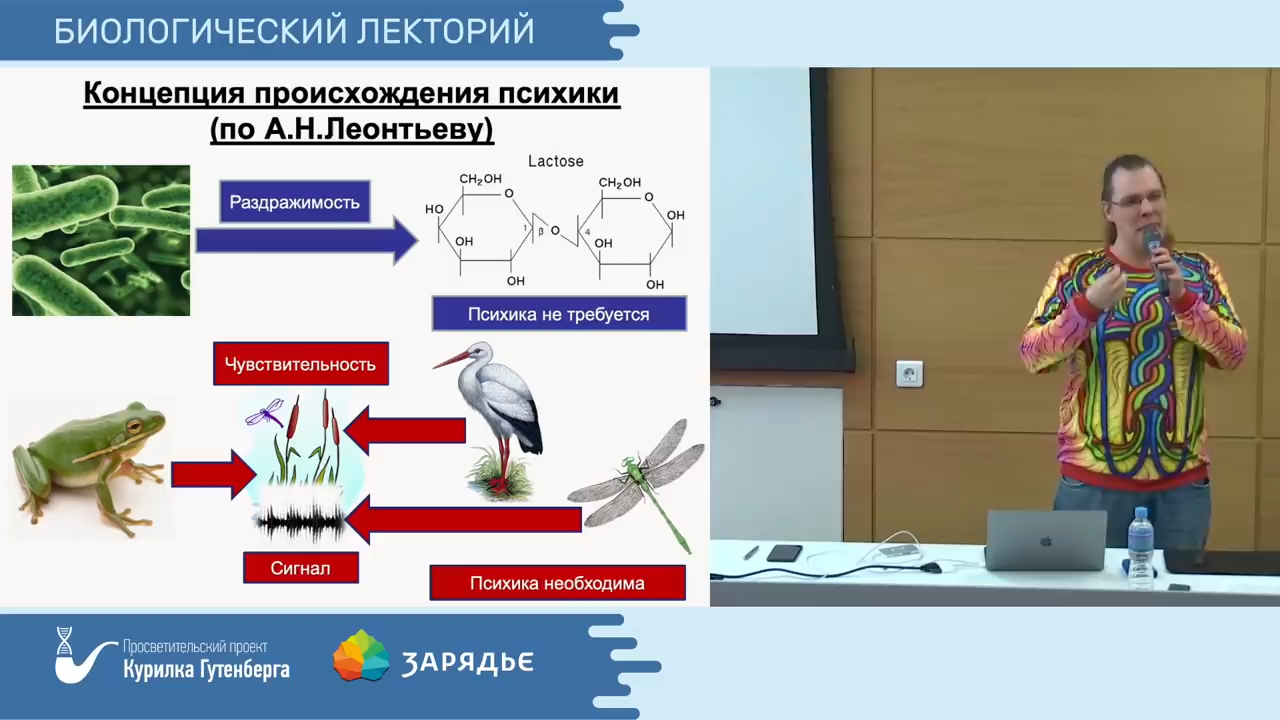 БИОЛОГИЧЕСКИЙ ЛЕКТОРИЙ
Концепция происхождения психики
(по А.Н.Леонтьеву)
Lactose
Раздражимость
CH₂OH
O
HO
OH
OH
1
β
O
CH₂OH
O
OH
4
OH
OH
Психика не требуется
Чувствительность
Сигнал
Психика необходима
Просветительский проект
Курилка Гутенберга
ЗАРЯДЬЕ